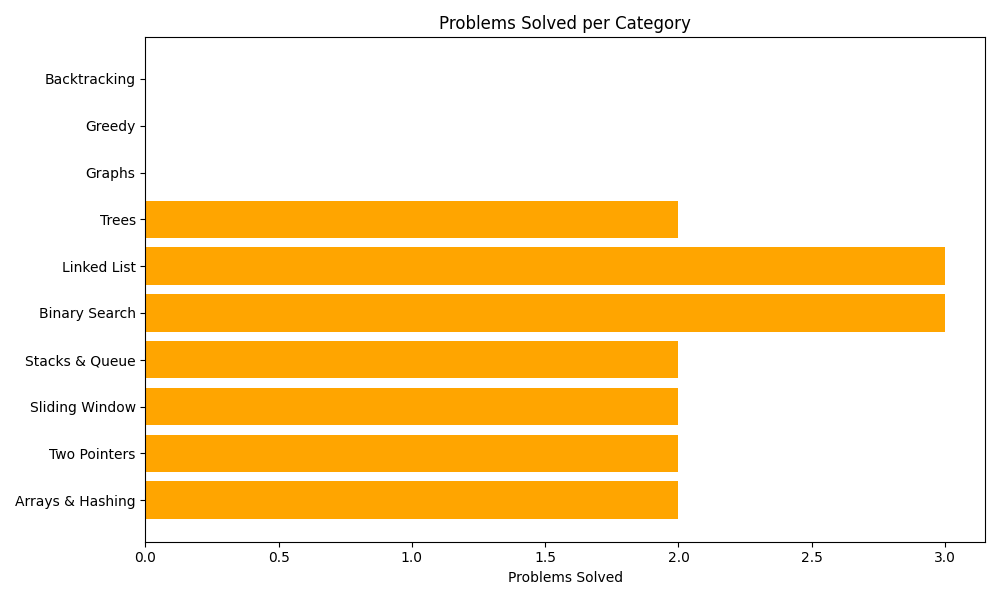 Problems Solved per Category
Backtracking
Greedy
Graphs
Trees
Linked List
Binary Search
Stacks & Queue
Sliding Window
Two Pointers
Arrays & Hashing
0.0 0.5 1.0 1.5 2.0 2.5 3.0
Problems Solved